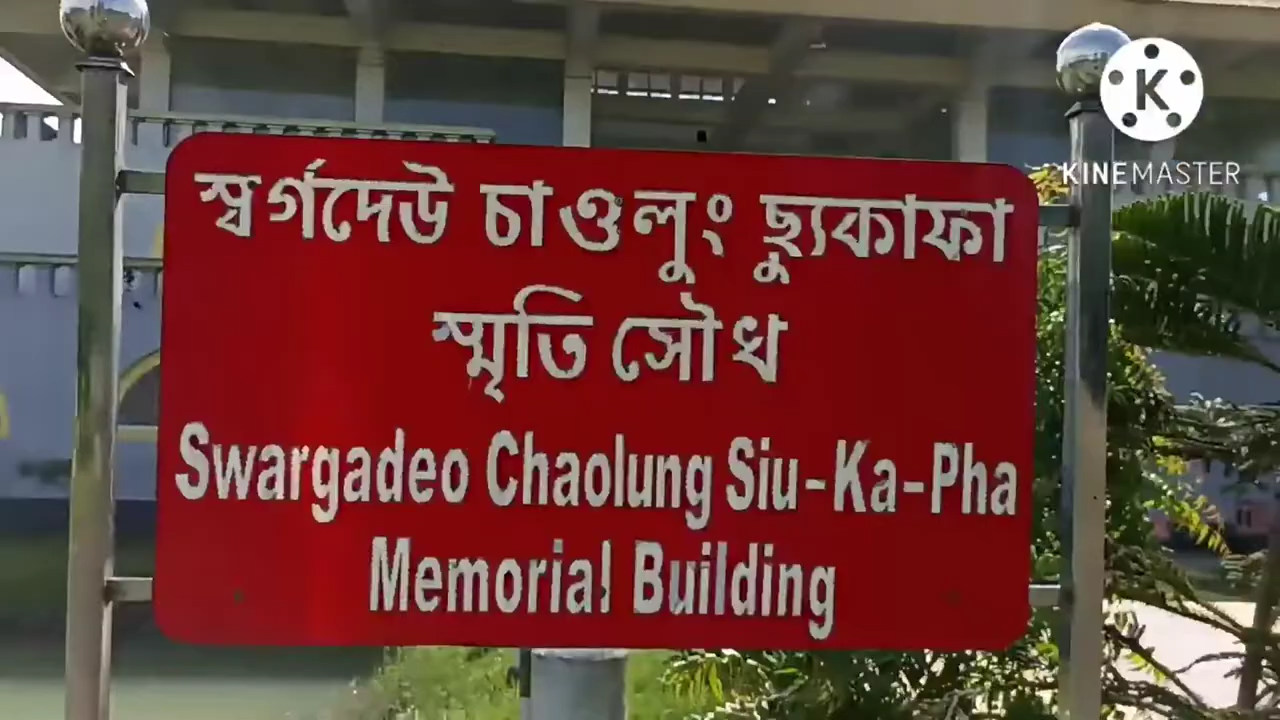 স্বৰ্গদেউ চাওলুং ছ্যুকাফা
স্মৃতি সৌধ
Swargadeo Chaolung Siu-Ka-Pha
Memorial Building
K
KINEMASTER